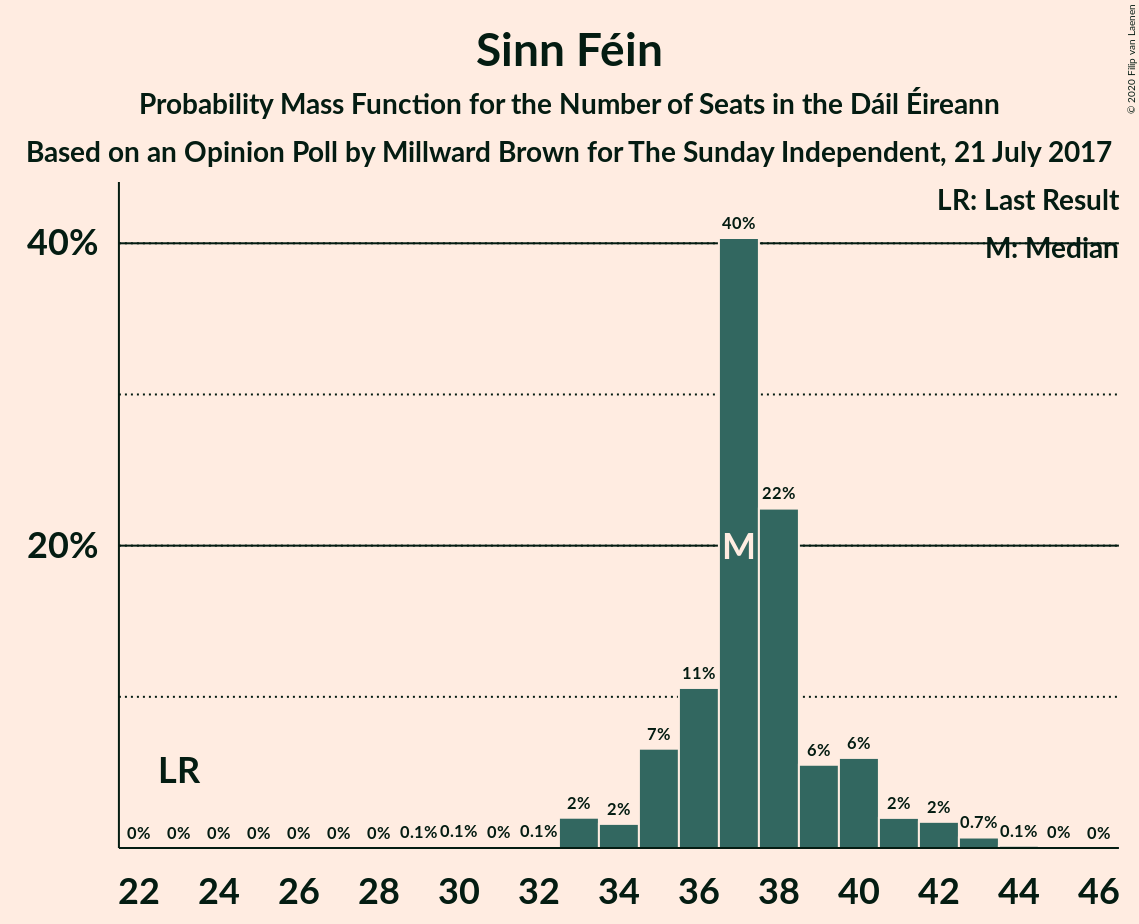 Sinn Féin
Probability Mass Function for the Number of Seats in the Dáil Éireann
Based on an Opinion Poll by Millward Brown for The Sunday Independent, 21 July 2017
© 2020 Filip van Laenen
LR: Last Result
M: Median
40%
20%
LR
M
0% 0% 0% 0% 0% 0% 0% 0.1% 0.1% 0% 0.1% 2% 2% 7% 11% 40% 22% 6% 6% 2% 2% 0.7% 0.1% 0% 0%
22 24 26 28 30 32 34 36 38 40 42 44 46